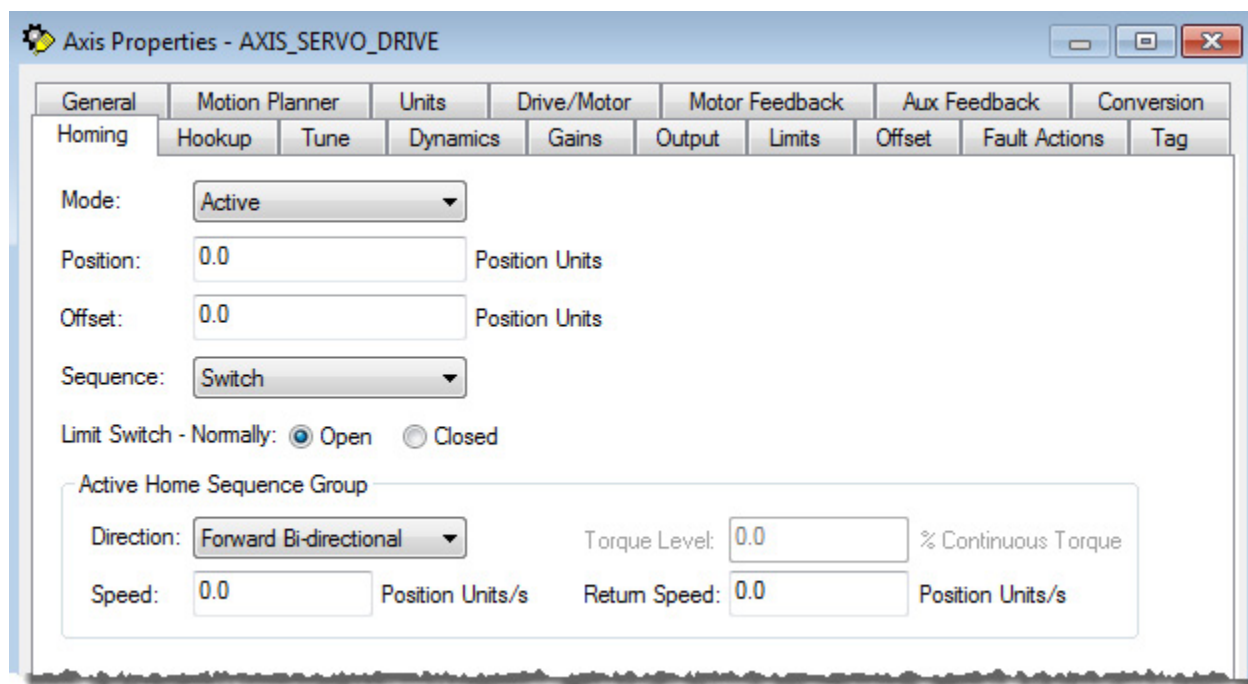 Axis Properties - AXIS_SERVO_DRIVE
General Motion Planner Units Drive/Motor Motor Feedback Aux Feedback Conversion
Homing Hookup Tune Dynamics Gains Output Limits Offset Fault Actions Tag
Mode: Active
Position: 0.0 Position Units
Offset: 0.0 Position Units
Sequence: Switch
Limit Switch - Normally: Open Closed
Active Home Sequence Group
Direction: Forward Bi-directional Torque Level: 0.0 % Continuous Torque
Speed: 0.0 Position Units/s Return Speed: 0.0 Position Units/s